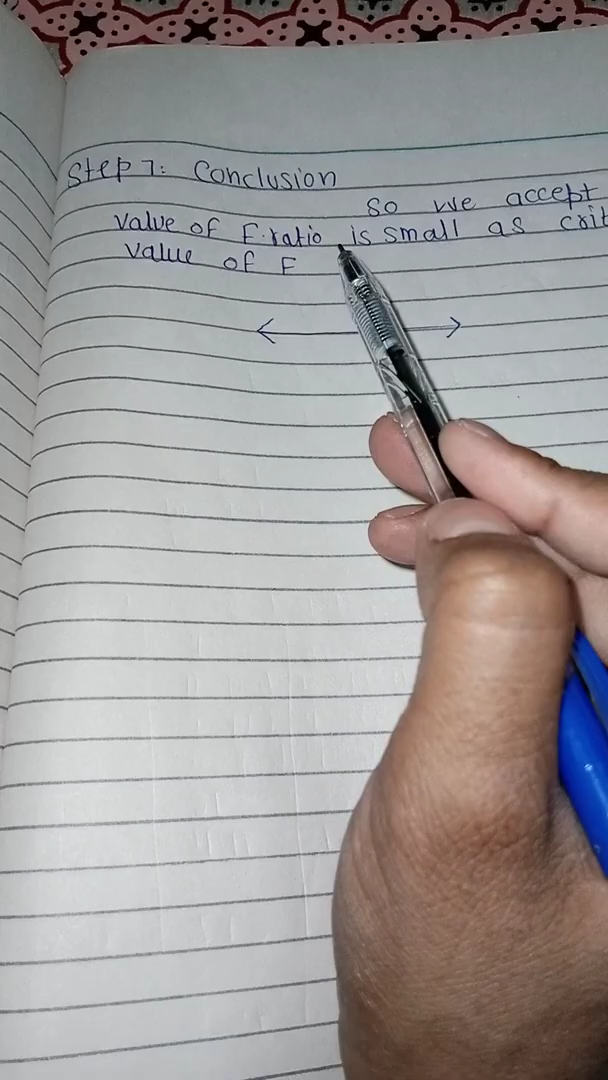 Step 7: Conclusion
So we accept
value of F.ratio is small as crit
value of F